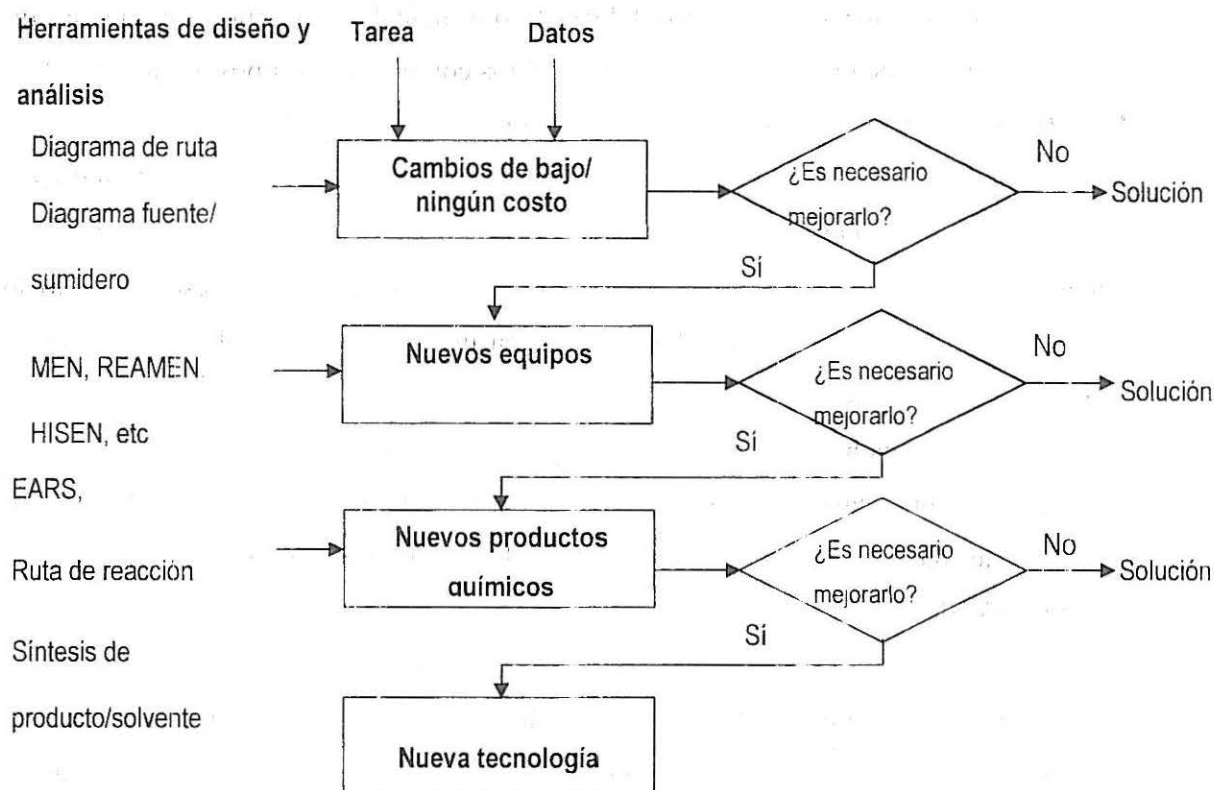 Herramientas de diseño y
análisis
Tarea
Datos
Diagrama de ruta
Diagrama fuente/
sumidero
Cambios de bajo/
ningún costo
¿Es necesario
mejorarlo?
No
Solución
Sí
MEN, REAMEN
HISEN, etc
Nuevos equipos
¿Es necesario
mejorarlo?
No
Solución
Sí
EARS,
Ruta de reacción
Síntesis de
producto/solvente
Nuevos productos
químicos
¿Es necesario
mejorarlo?
No
Solución
Sí
Nueva tecnología